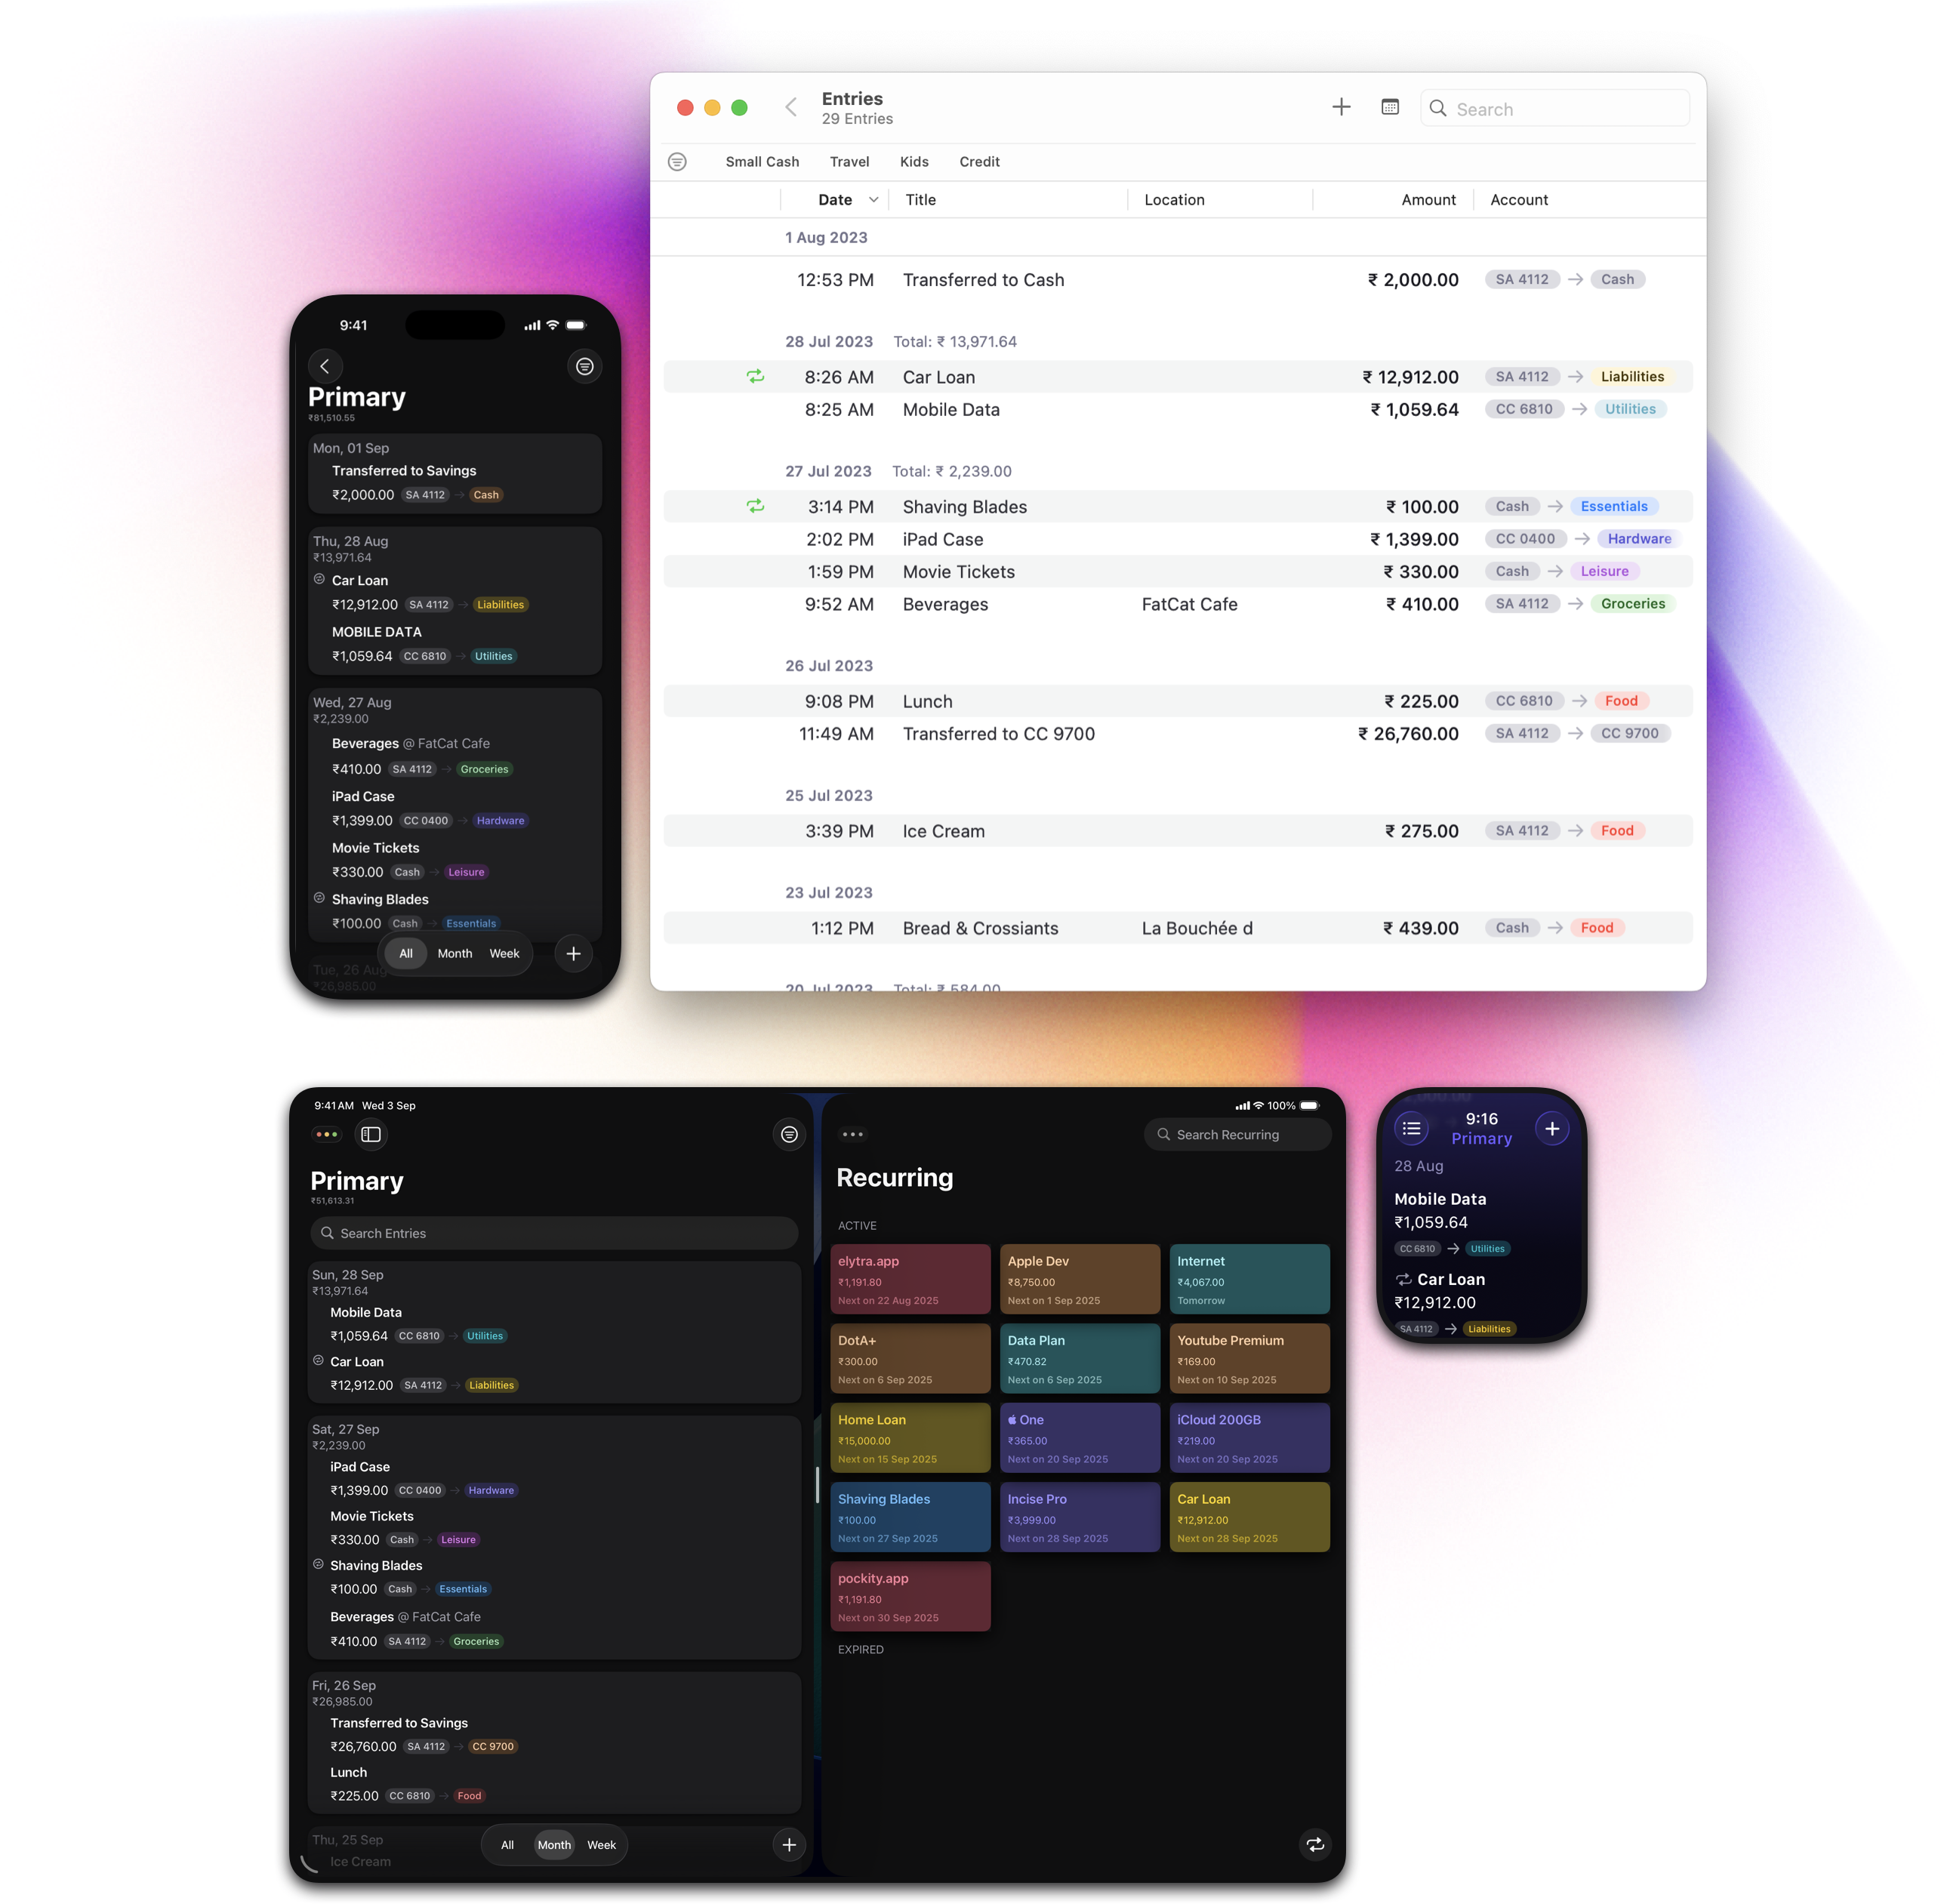 Entries
29 Entries
Search
Small Cash Travel Kids Credit
Date Title Location Amount Account
1 Aug 2023
12:53 PM Transferred to Cash ₹ 2,000.00 SA 4112 → Cash
28 Jul 2023 Total: ₹ 13,971.64
8:26 AM Car Loan ₹ 12,912.00 SA 4112 → Liabilities
8:25 AM Mobile Data ₹ 1,059.64 CC 6810 → Utilities
27 Jul 2023 Total: ₹ 2,239.00
3:14 PM Shaving Blades ₹ 100.00 Cash → Essentials
2:02 PM iPad Case ₹ 1,399.00 CC 0400 → Hardware
1:59 PM Movie Tickets ₹ 330.00 Cash → Leisure
9:52 AM Beverages FatCat Cafe ₹ 410.00 SA 4112 → Groceries
26 Jul 2023
9:08 PM Lunch ₹ 225.00 CC 6810 → Food
11:49 AM Transferred to CC 9700 ₹ 26,760.00 SA 4112 → CC 9700
25 Jul 2023
3:39 PM Ice Cream ₹ 275.00 SA 4112 → Food
23 Jul 2023
1:12 PM Bread & Crossiants La Bouchée d ₹ 439.00 Cash → Food
20 Jul 2023 Total: ₹ 584.00
9:41
Primary
₹81,510.55
Mon, 01 Sep
Transferred to Savings
₹2,000.00 SA 4112 → Cash
Thu, 28 Aug
₹13,971.64
Car Loan
₹12,912.00 SA 4112 → Liabilities
MOBILE DATA
₹1,059.64 CC 6810 → Utilities
Wed, 27 Aug
₹2,239.00
Beverages @ FatCat Cafe
₹410.00 SA 4112 → Groceries
iPad Case
₹1,399.00 CC 0400 → Hardware
Movie Tickets
₹330.00 Cash → Leisure
Shaving Blades
₹100.00 Cash → Essentials
All Month Week
Tue, 26 Aug
₹26,985.00
9:41 AM Wed 3 Sep
Primary
₹51,613.31
Search Entries
Sun, 28 Sep
₹13,971.64
Mobile Data
₹1,059.64 CC 6810 → Utilities
Car Loan
₹12,912.00 SA 4112 → Liabilities
Sat, 27 Sep
₹2,239.00
iPad Case
₹1,399.00 CC 0400 → Hardware
Movie Tickets
₹330.00 Cash → Leisure
Shaving Blades
₹100.00 Cash → Essentials
Beverages @ FatCat Cafe
₹410.00 SA 4112 → Groceries
Fri, 26 Sep
₹26,985.00
Transferred to Savings
₹26,760.00 SA 4112 → CC 9700
Lunch
₹225.00 CC 6810 → Food
Thu, 25 Sep
Ice Cream
All Month Week
100%
Search Recurring
Recurring
ACTIVE
elytra.app
₹1,191.80
Next on 22 Aug 2025
Apple Dev
₹8,750.00
Next on 1 Sep 2025
Internet
₹4,067.00
Tomorrow
DotA+
₹300.00
Next on 6 Sep 2025
Data Plan
₹470.82
Next on 6 Sep 2025
Youtube Premium
₹169.00
Next on 10 Sep 2025
Home Loan
₹15,000.00
Next on 15 Sep 2025
One
₹365.00
Next on 20 Sep 2025
iCloud 200GB
₹219.00
Next on 20 Sep 2025
Shaving Blades
₹100.00
Next on 27 Sep 2025
Incise Pro
₹3,999.00
Next on 28 Sep 2025
Car Loan
₹12,912.00
Next on 28 Sep 2025
pockity.app
₹1,191.80
Next on 30 Sep 2025
EXPIRED
9:16
Primary
28 Aug
Mobile Data
₹1,059.64
CC 6810 → Utilities
Car Loan
₹12,912.00
SA 4112 → Liabilities